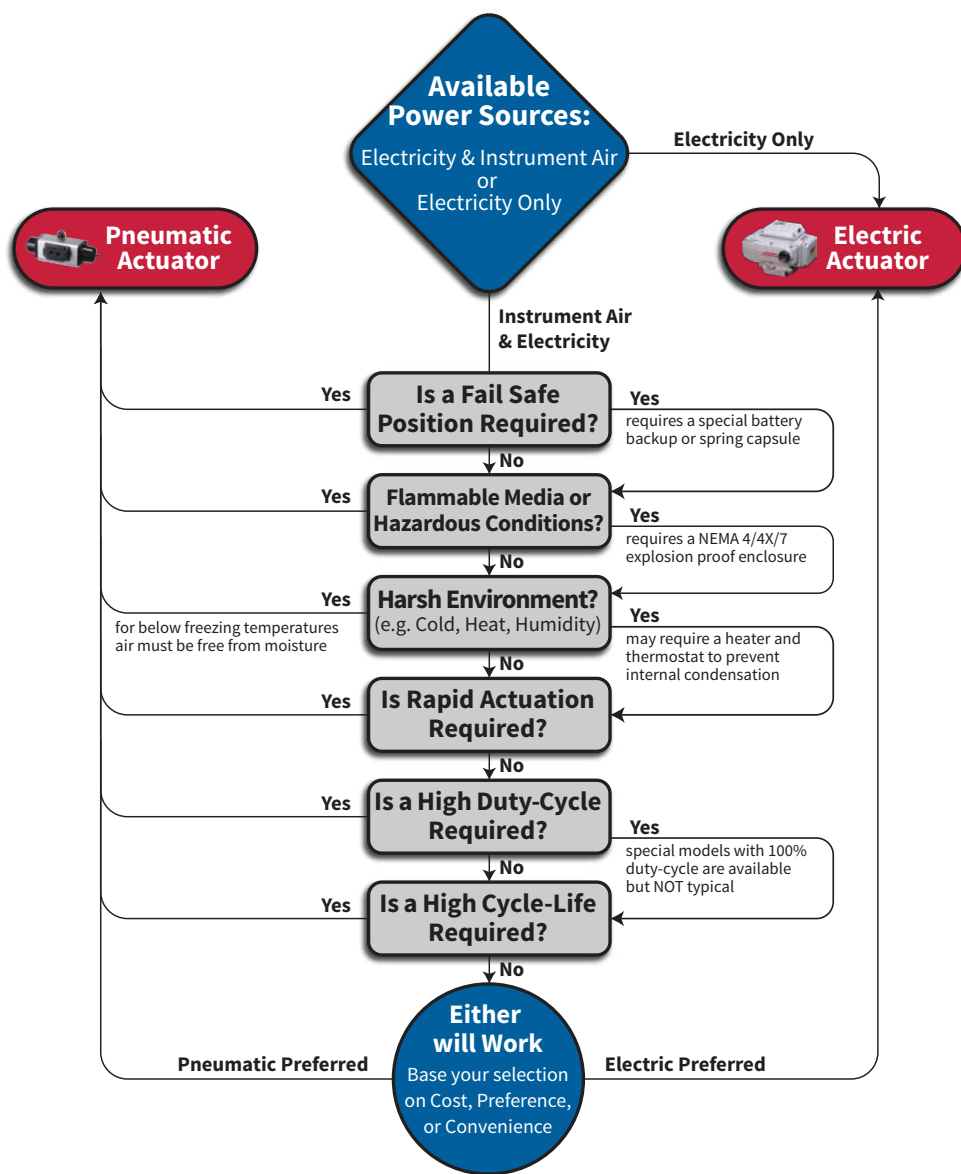 Available
Power Sources:
Electricity & Instrument Air
or
Electricity Only
Electricity Only
Pneumatic
Actuator
Electric
Actuator
Instrument Air
& Electricity
Yes
Is a Fail Safe
Position Required?
Yes
requires a special battery
backup or spring capsule
No
Yes
Flammable Media or
Hazardous Conditions?
Yes
requires a NEMA 4/4X/7
explosion proof enclosure
No
Yes
for below freezing temperatures
air must be free from moisture
Harsh Environment?
(e.g. Cold, Heat, Humidity)
Yes
may require a heater and
thermostat to prevent
internal condensation
No
Yes
Is Rapid Actuation
Required?
No
Yes
Is a High Duty-Cycle
Required?
Yes
special models with 100%
duty-cycle are available
but NOT typical
No
Yes
Is a High Cycle-Life
Required?
No
Either
will Work
Base your selection
on Cost, Preference,
or Convenience
Pneumatic Preferred
Electric Preferred